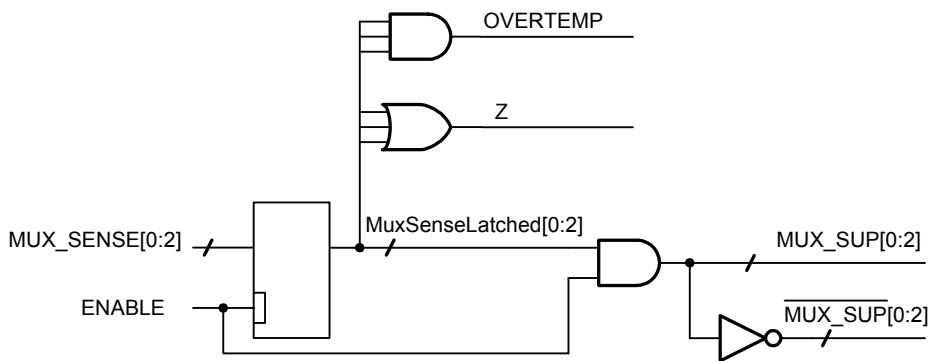 OVERTEMP
Z
MUX_SENSE[0:2]
MuxSenseLatched[0:2]
MUX_SUP[0:2]
ENABLE
MUX_SUP[0:2]